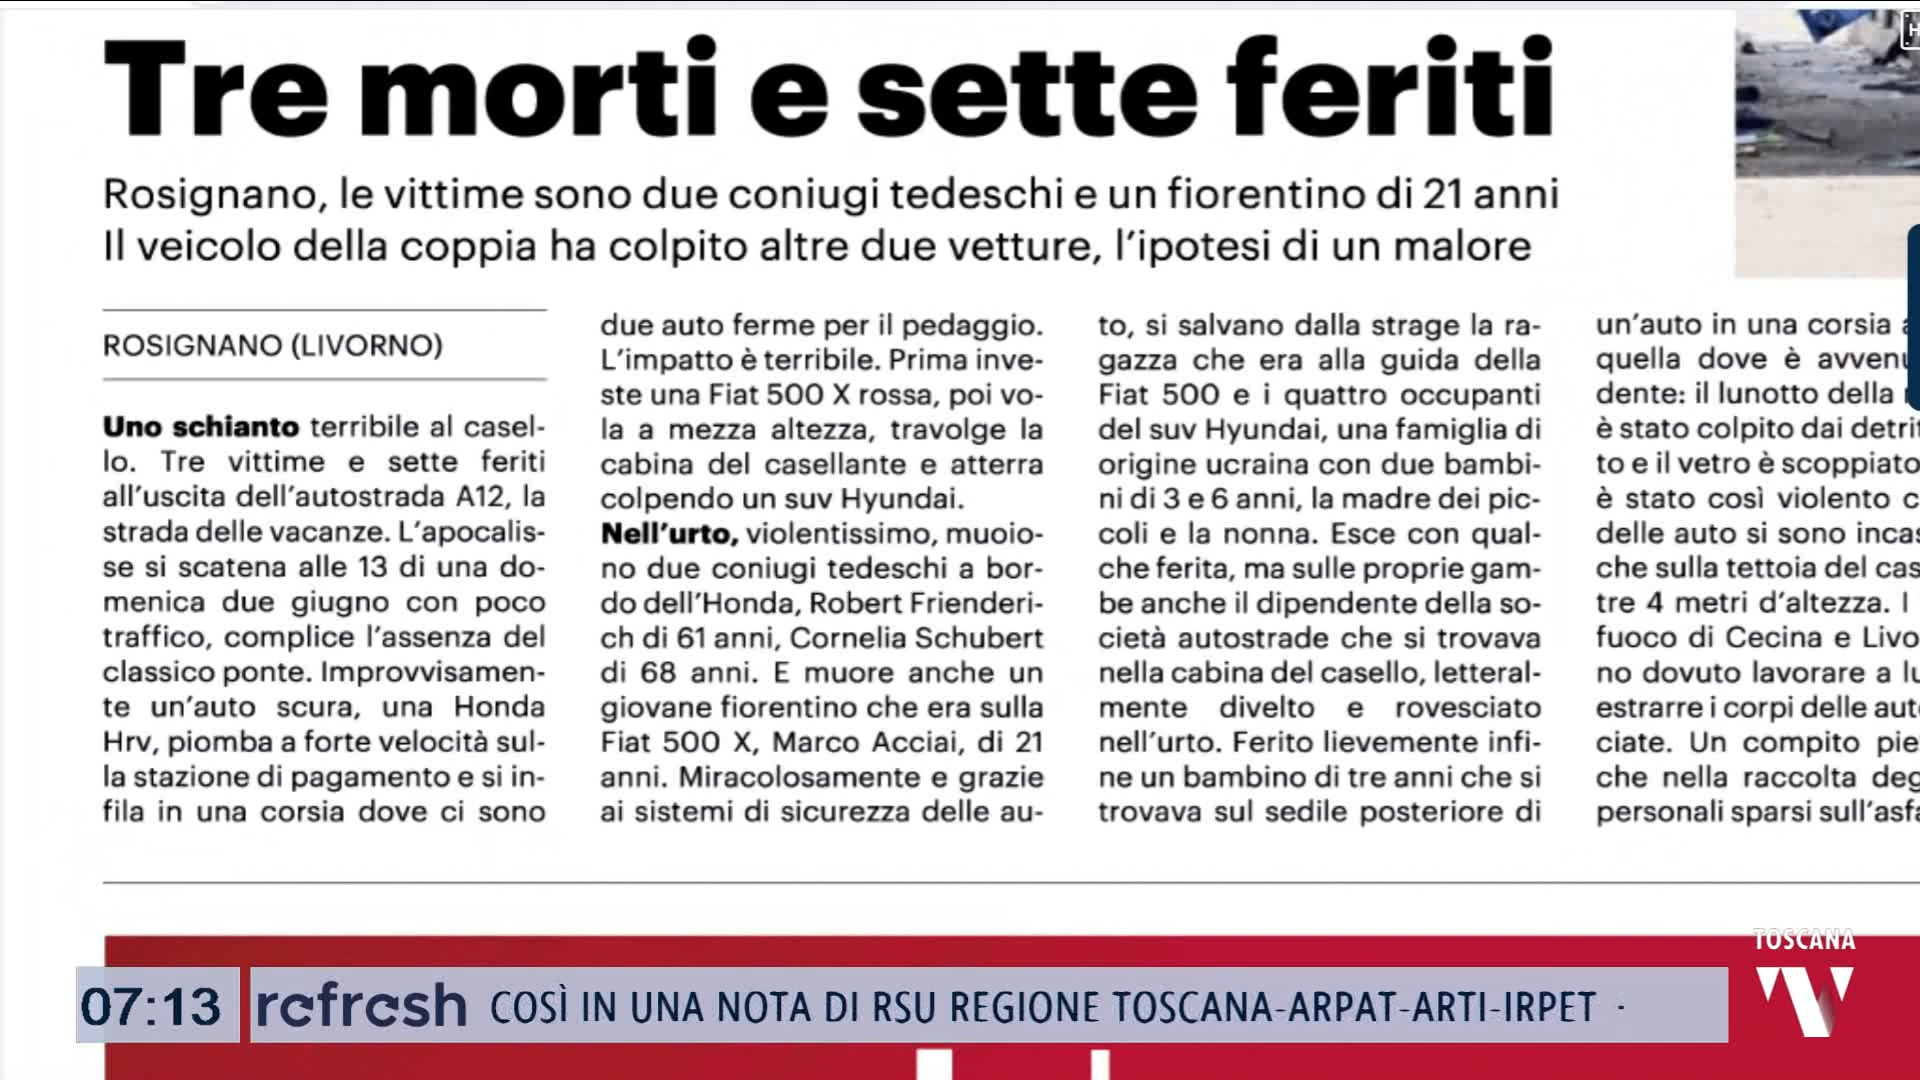 Tre morti e sette feriti
Rosignano, le vittime sono due coniugi tedeschi e un fiorentino di 21 anni
Il veicolo della coppia ha colpito altre due vetture, l'ipotesi di un malore
ROSIGNANO (LIVORNO)
Uno schianto terribile al casel-
lo. Tre vittime e sette feriti
all'uscita dell'autostrada A12, la
strada delle vacanze. L'apocalis-
se si scatena alle 13 di una do-
menica due giugno con poco
traffico, complice l'assenza del
classico ponte. Improvvisamen-
te un'auto scura, una Honda
Hrv, piomba a forte velocità sul-
la stazione di pagamento e si in-
fila in una corsia dove ci sono
due auto ferme per il pedaggio.
L'impatto è terribile. Prima inve-
ste una Fiat 500 X rossa, poi vo-
la a mezza altezza, travolge la
cabina del casellante e atterra
colpendo un suv Hyundai.
Nell'urto, violentissimo, muoio-
no due coniugi tedeschi a bor-
do dell'Honda, Robert Frienderi-
ch di 61 anni, Cornelia Schubert
di 68 anni. E muore anche un
giovane fiorentino che era sulla
Fiat 500 X, Marco Acciai, di 21
anni. Miracolosamente e grazie
ai sistemi di sicurezza delle au-
to, si salvano dalla strage la ra-
gazza che era alla guida della
Fiat 500 e i quattro occupanti
del suv Hyundai, una famiglia di
origine ucraina con due bambi-
ni di 3 e 6 anni, la madre dei pic-
coli e la nonna. Esce con qual-
che ferita, ma sulle proprie gam-
be anche il dipendente della so-
cietà autostrade che si trovava
nella cabina del casello, letteral-
mente divelto e rovesciato
nell'urto. Ferito lievemente infi-
ne un bambino di tre anni che si
trovava sul sedile posteriore di
un'auto in una corsia
quella dove è avvenu
dente: il lunotto della
è stato colpito dai detrit
to e il vetro è scoppiato
è stato così violento c
delle auto si sono incas
che sulla tettoia del cas
tre 4 metri d'altezza. I
fuoco di Cecina e Livo
no dovuto lavorare a lu
estrarre i corpi delle aut
ciate. Un compito pie
che nella raccolta deg
personali sparsi sull'asf
TOSCANA
TV
07:13 refresh COSÌ IN UNA NOTA DI RSU REGIONE TOSCANA-ARPAT-ARTI-IRPET ·